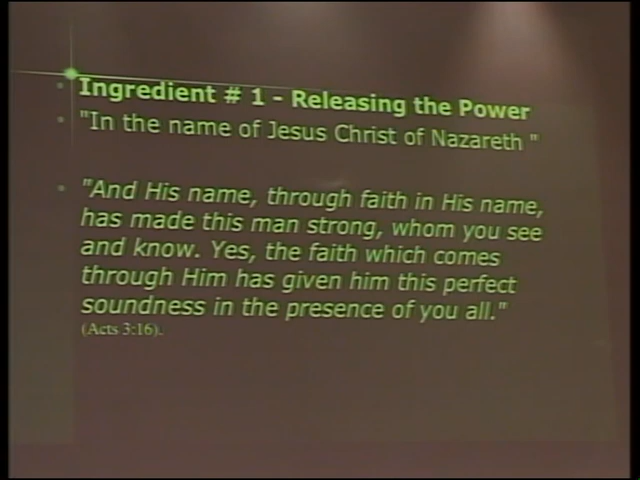 Ingredient # 1 - Releasing the Power
"In the name of Jesus Christ of Nazareth "
"And His name, through faith in His name,
has made this man strong, whom you see
and know. Yes, the faith which comes
through Him has given him this perfect
soundness in the presence of you all."
(Acts 3:16).